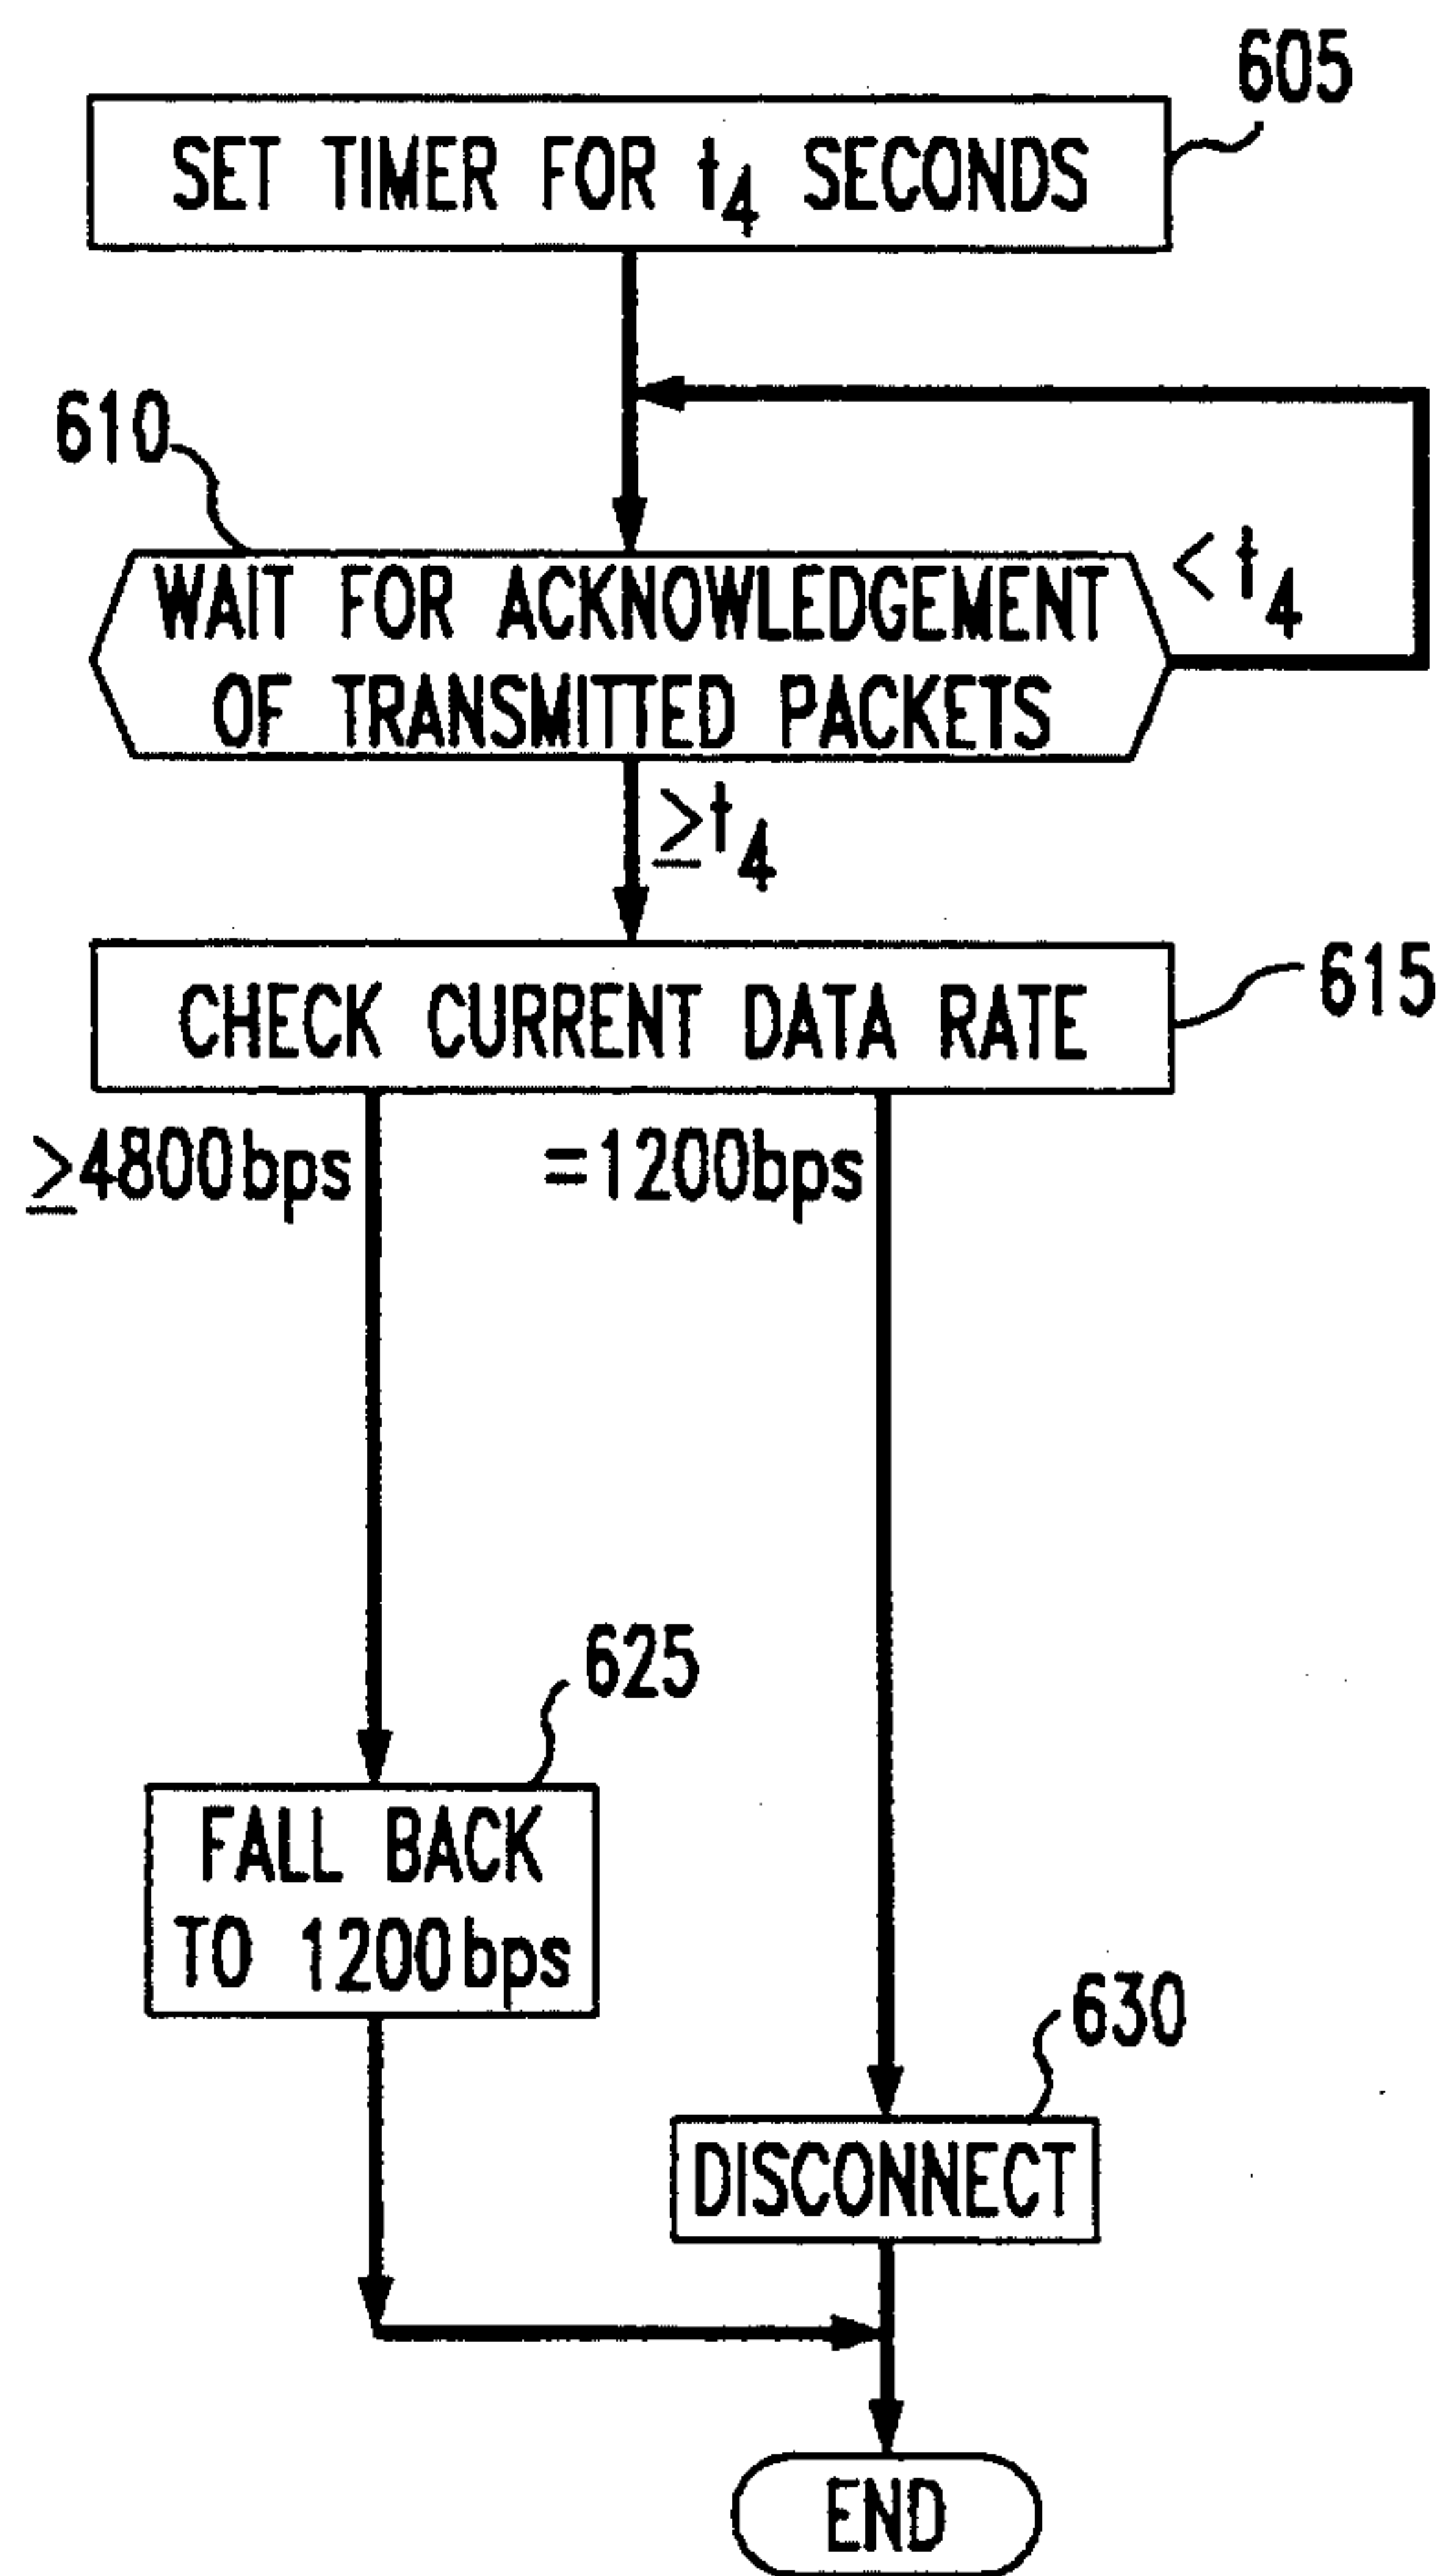 605
SET TIMER FOR t₄ SECONDS
610
WAIT FOR ACKNOWLEDGEMENT
OF TRANSMITTED PACKETS
< t₄
≥t₄
CHECK CURRENT DATA RATE
615
≥4800bps
=1200bps
625
FALL BACK
TO 1200bps
630
DISCONNECT
END